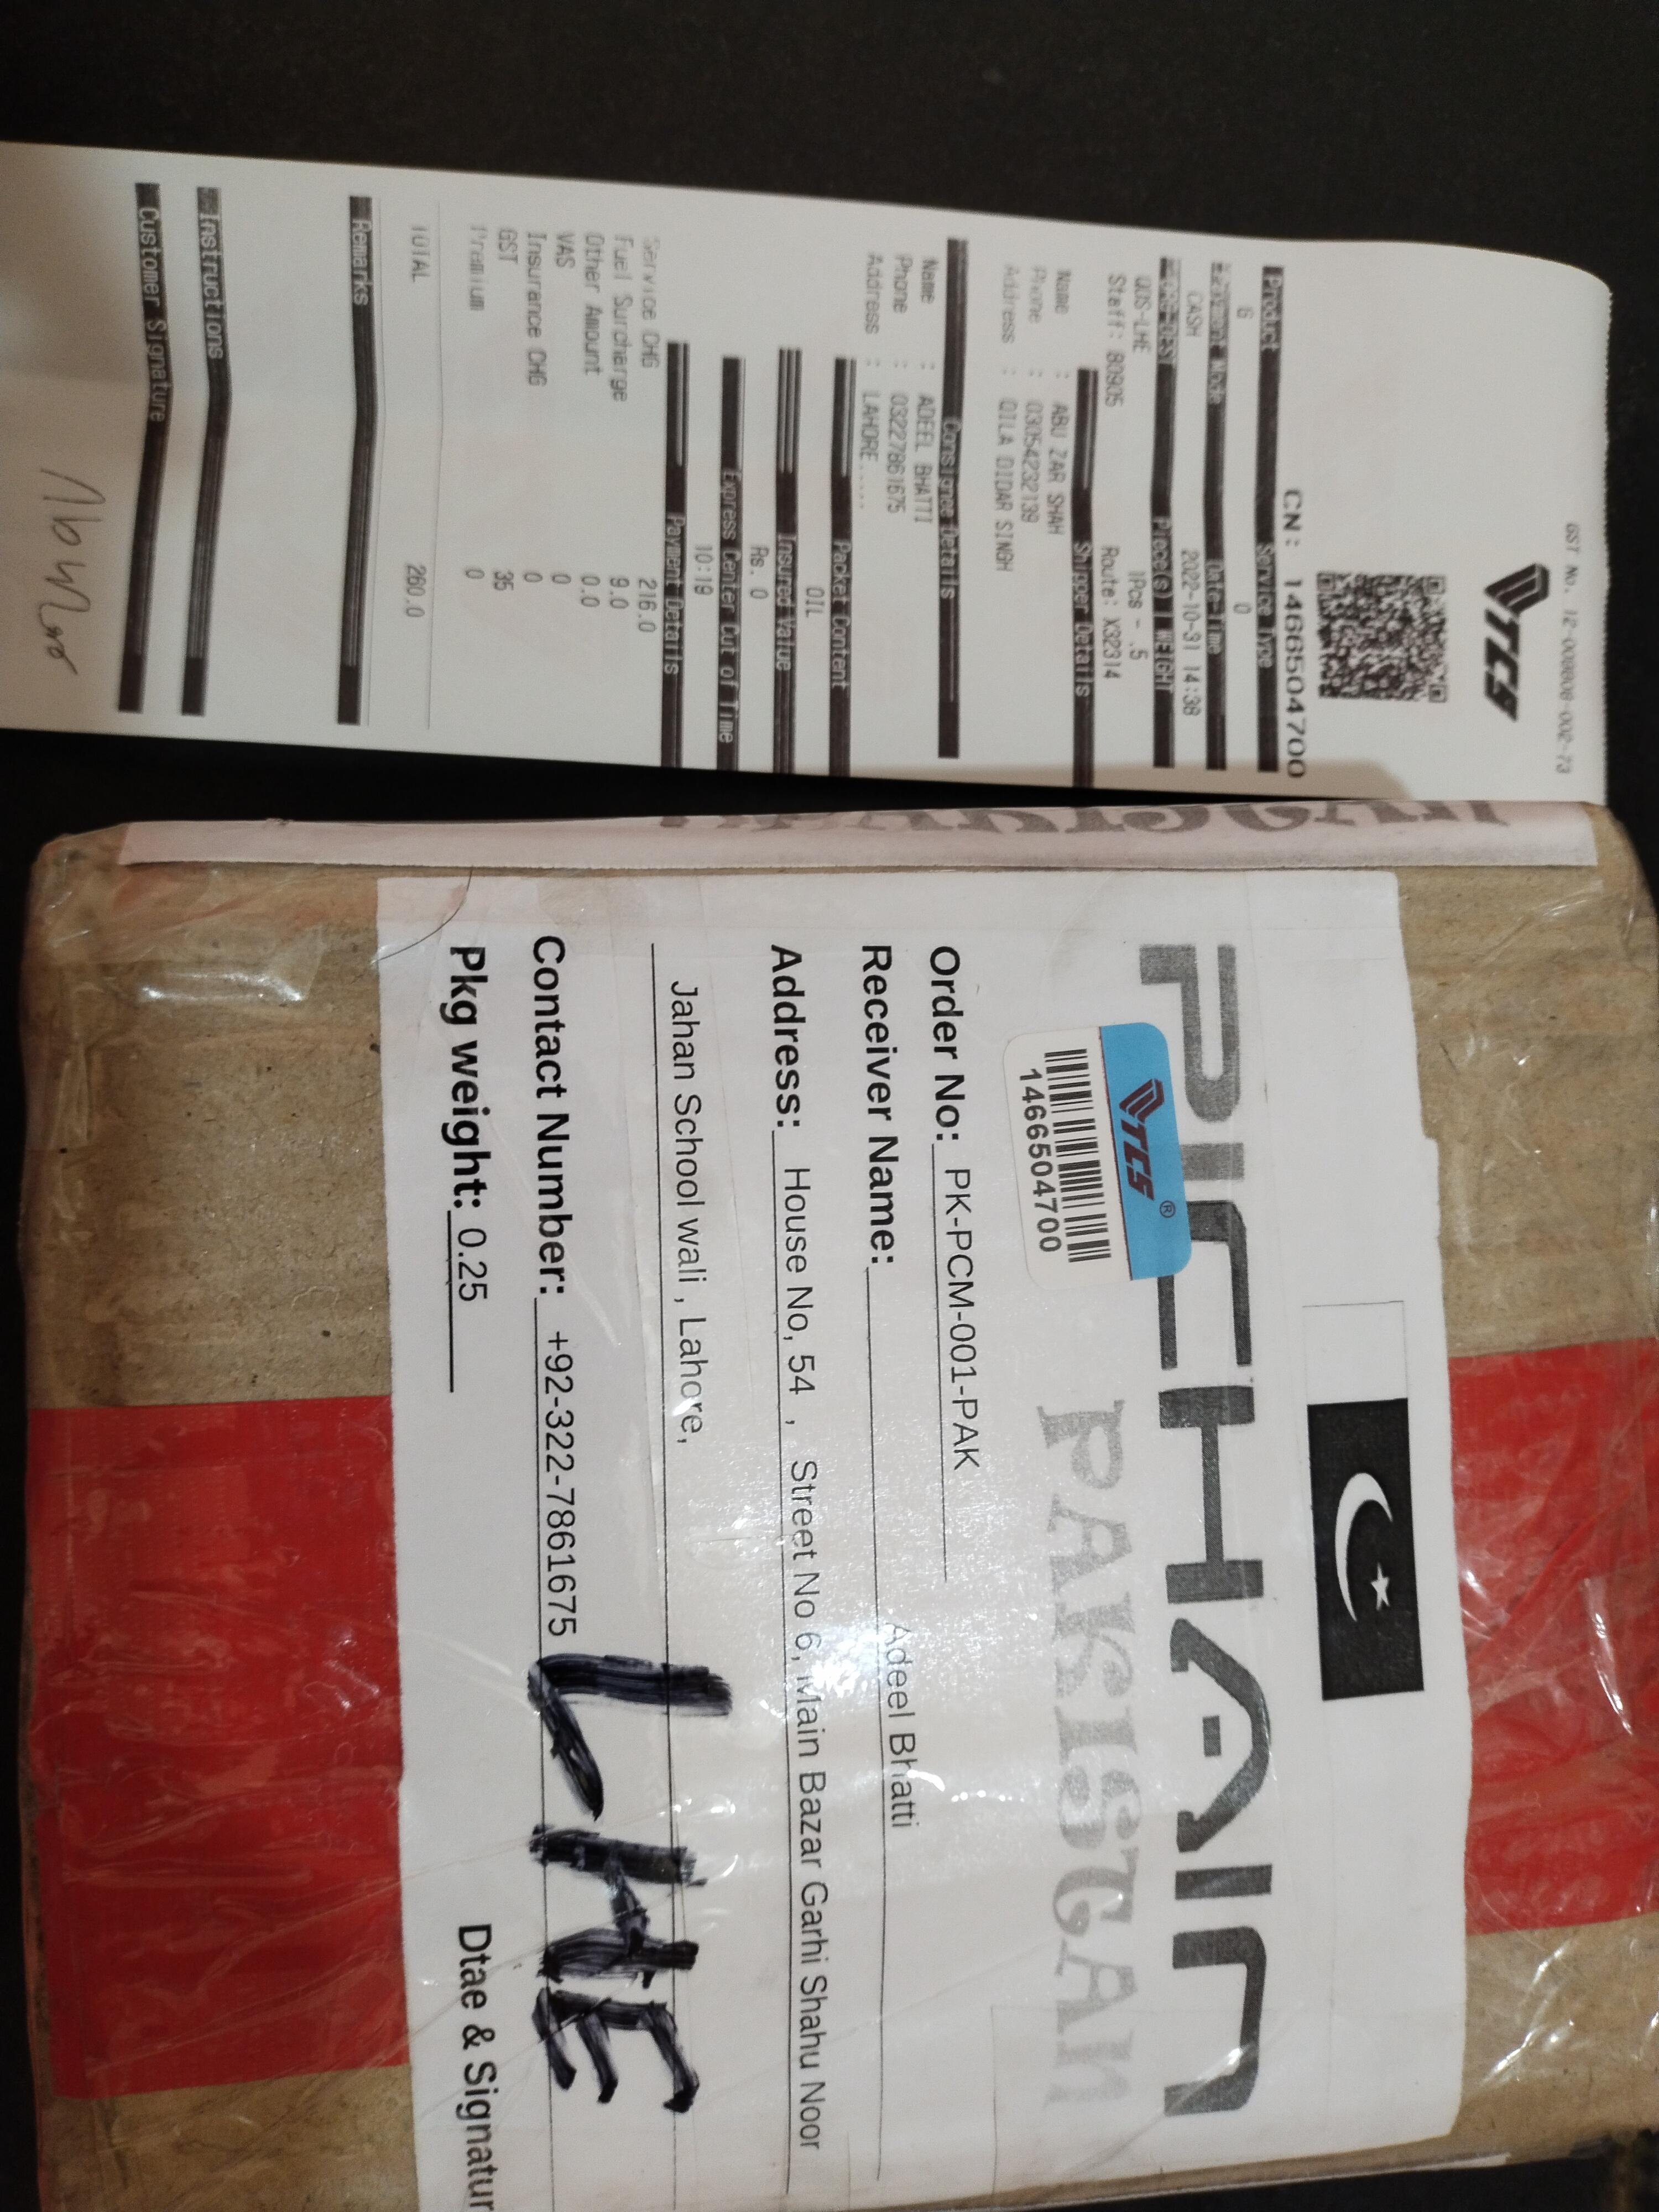 GST No. 12-00-9808-002-73
TCS
CN: 1466504700
Product Service Type
G 0
Payment Mode Date-Time
CASH 2022-10-31 14:38
Piece(s) WEIGHT
UDS-LHE 1Pcs - .5
Staff: 80905 Route: X32314
Shipper Details
Name : ABU ZAR SHAH
Phone : 03054232139
Address : QILA DIDAR SINGH
Consignee Details
Name : ADEEL BHATTI
Phone : 03227861675
Address : LAHORE.....
Packet Content
OIL
Insured Value
Rs. 0
Express Center Cut of Time
10:19
Payment Details
Service CHG 216.0
Fuel Surcharge 9.0
Other Amount 0.0
VAS 0
Insurance CHG 0
GST 35
Premium 0
TOTAL 260.0
Remarks
Instructions
Customer Signature
PAKISTAN
TCS®
1466504700
Order No: PK-PCM-001-PAK
Receiver Name: Adeel Bhatti
Address: House No, 54 , Street No 6, Main Bazar Garhi Shahu Noor
Jahan School wali , Lahore,
Contact Number: +92-322-7861675
LHE
Pkg weight: 0.25 Dtae & Signatur